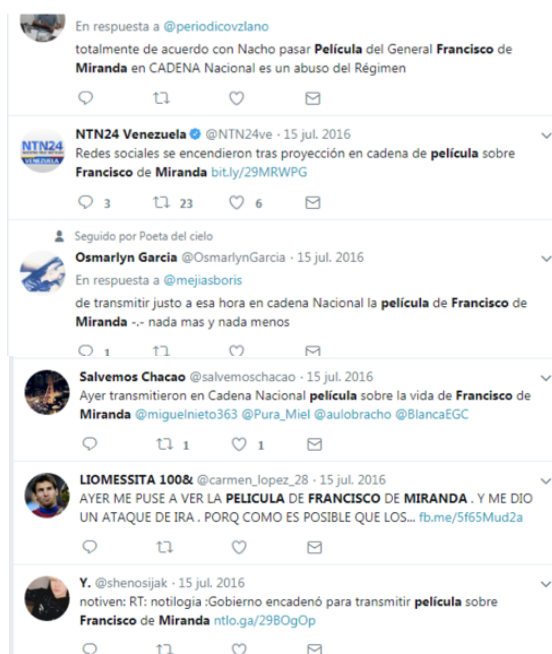 En respuesta a @periodicovzlano
totalmente de acuerdo con Nacho pasar Película del General Francisco de
Miranda en CADENA Nacional es un abuso del Régimen
NTN24
VENEZUELA
NTN24 Venezuela @NTN24ve · 15 jul. 2016
Redes sociales se encendieron tras proyección en cadena de película sobre
Francisco de Miranda bit.ly/29MRWPG
3 23 6
Seguido por Poeta del cielo
Osmarlyn Garcia @OsmarlynGarcia · 15 jul. 2016
En respuesta a @mejiasboris
de transmitir justo a esa hora en cadena Nacional la película de Francisco de
Miranda -.- nada mas y nada menos
1
Salvemos Chacao @salvemoschacao · 15 jul. 2016
Ayer transmitieron en Cadena Nacional película sobre la vida de Francisco de
Miranda @miguelnieto363 @Pura_Miel @aulobracho @BlancaEGC
1 1
LIOMESSITA 100& @carmen_lopez_28 · 15 jul. 2016
AYER ME PUSE A VER LA PELICULA DE FRANCISCO DE MIRANDA . Y ME DIO
UN ATAQUE DE IRA . PORQ COMO ES POSIBLE QUE LOS... fb.me/5f65Mud2a
Y. @shenosijak · 15 jul. 2016
notiven: RT: notilogia :Gobierno encadenó para transmitir película sobre
Francisco de Miranda ntlo.ga/29BOgOp